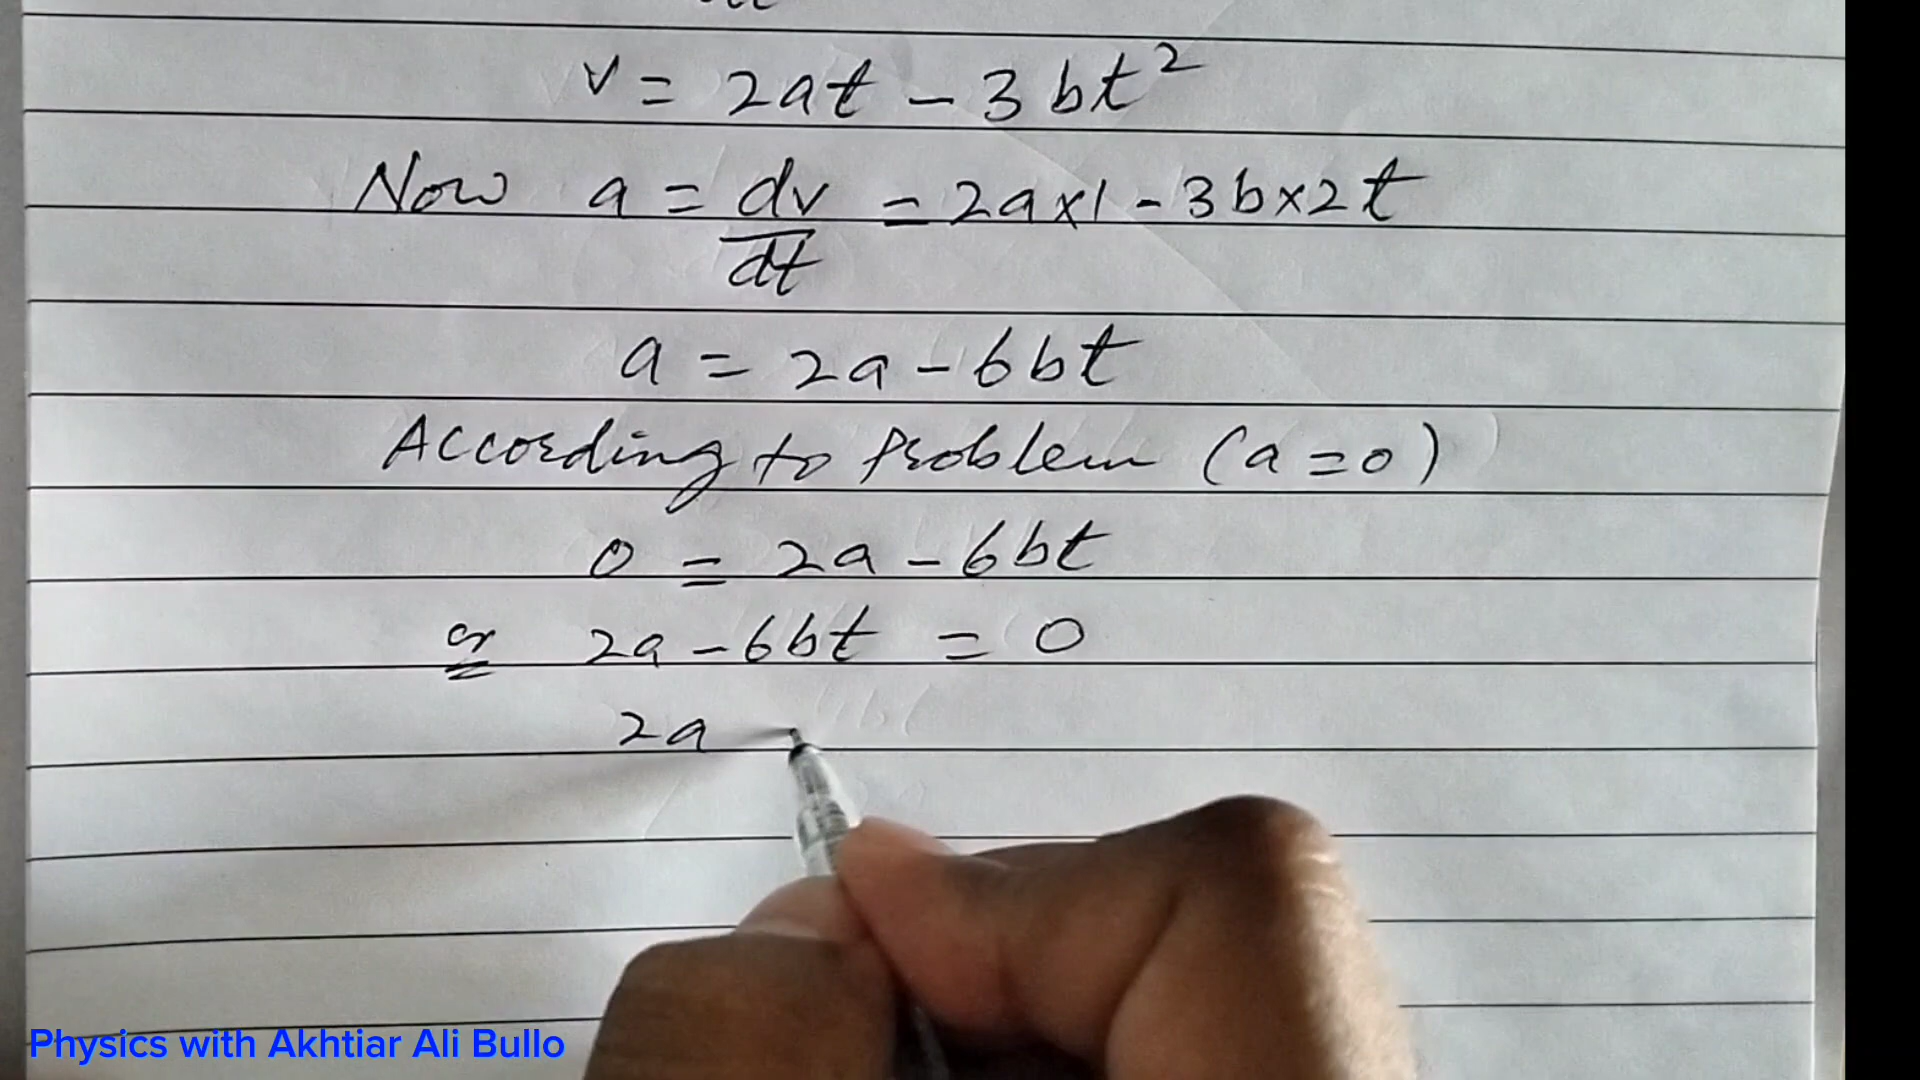 v = 2at - 3bt²
Now a = dv/dt = 2a×1 - 3b×2t
a = 2a - 6bt
According to Problem (a=0)
0 = 2a - 6bt
or 2a - 6bt = 0
2a
Physics with Akhtiar Ali Bullo